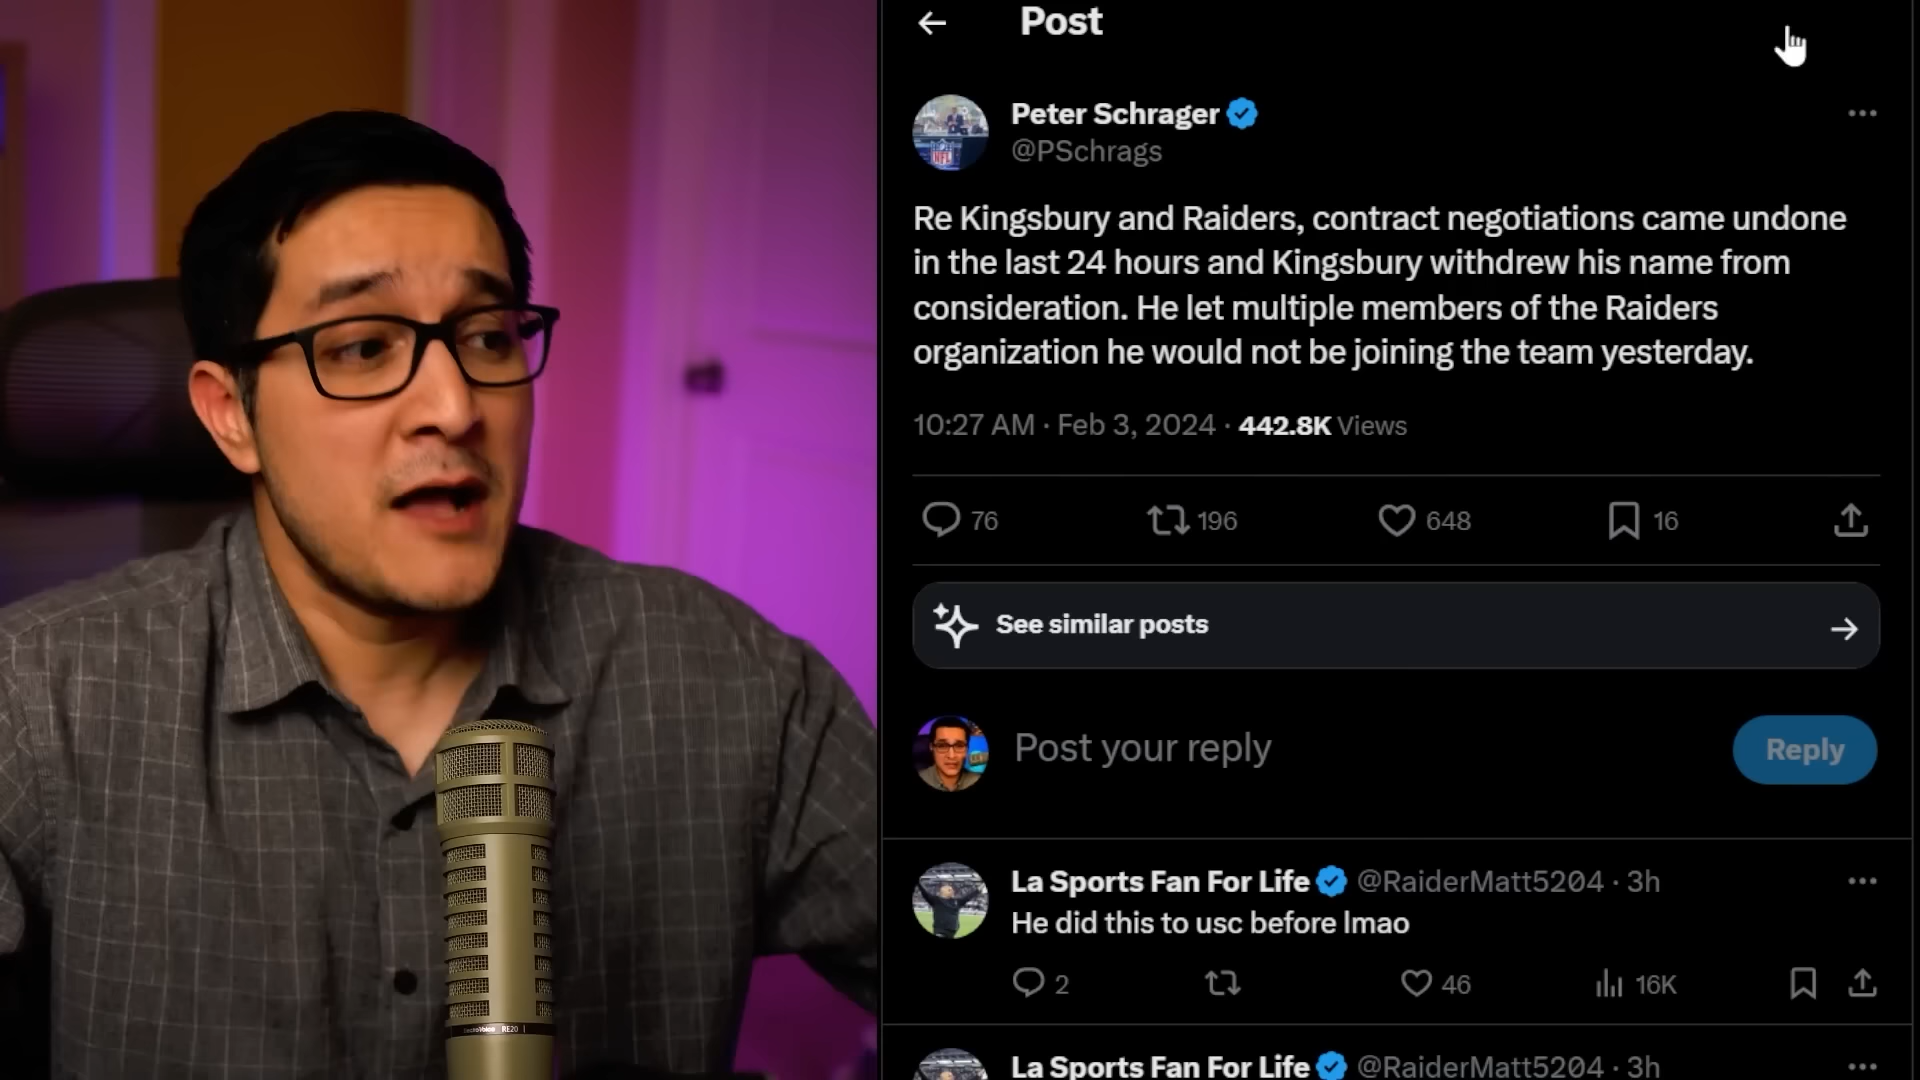 Post
Peter Schrager
@PSchrags
Re Kingsbury and Raiders, contract negotiations came undone
in the last 24 hours and Kingsbury withdrew his name from
consideration. He let multiple members of the Raiders
organization he would not be joining the team yesterday.
10:27 AM · Feb 3, 2024 · 442.8K Views
76 196 648 16
See similar posts
Post your reply
Reply
La Sports Fan For Life @RaiderMatt5204 · 3h
He did this to usc before lmao
2 46 16K
La Sports Fan For Life @RaiderMatt5204 · 3h
NFL
Electro-Voice RE20